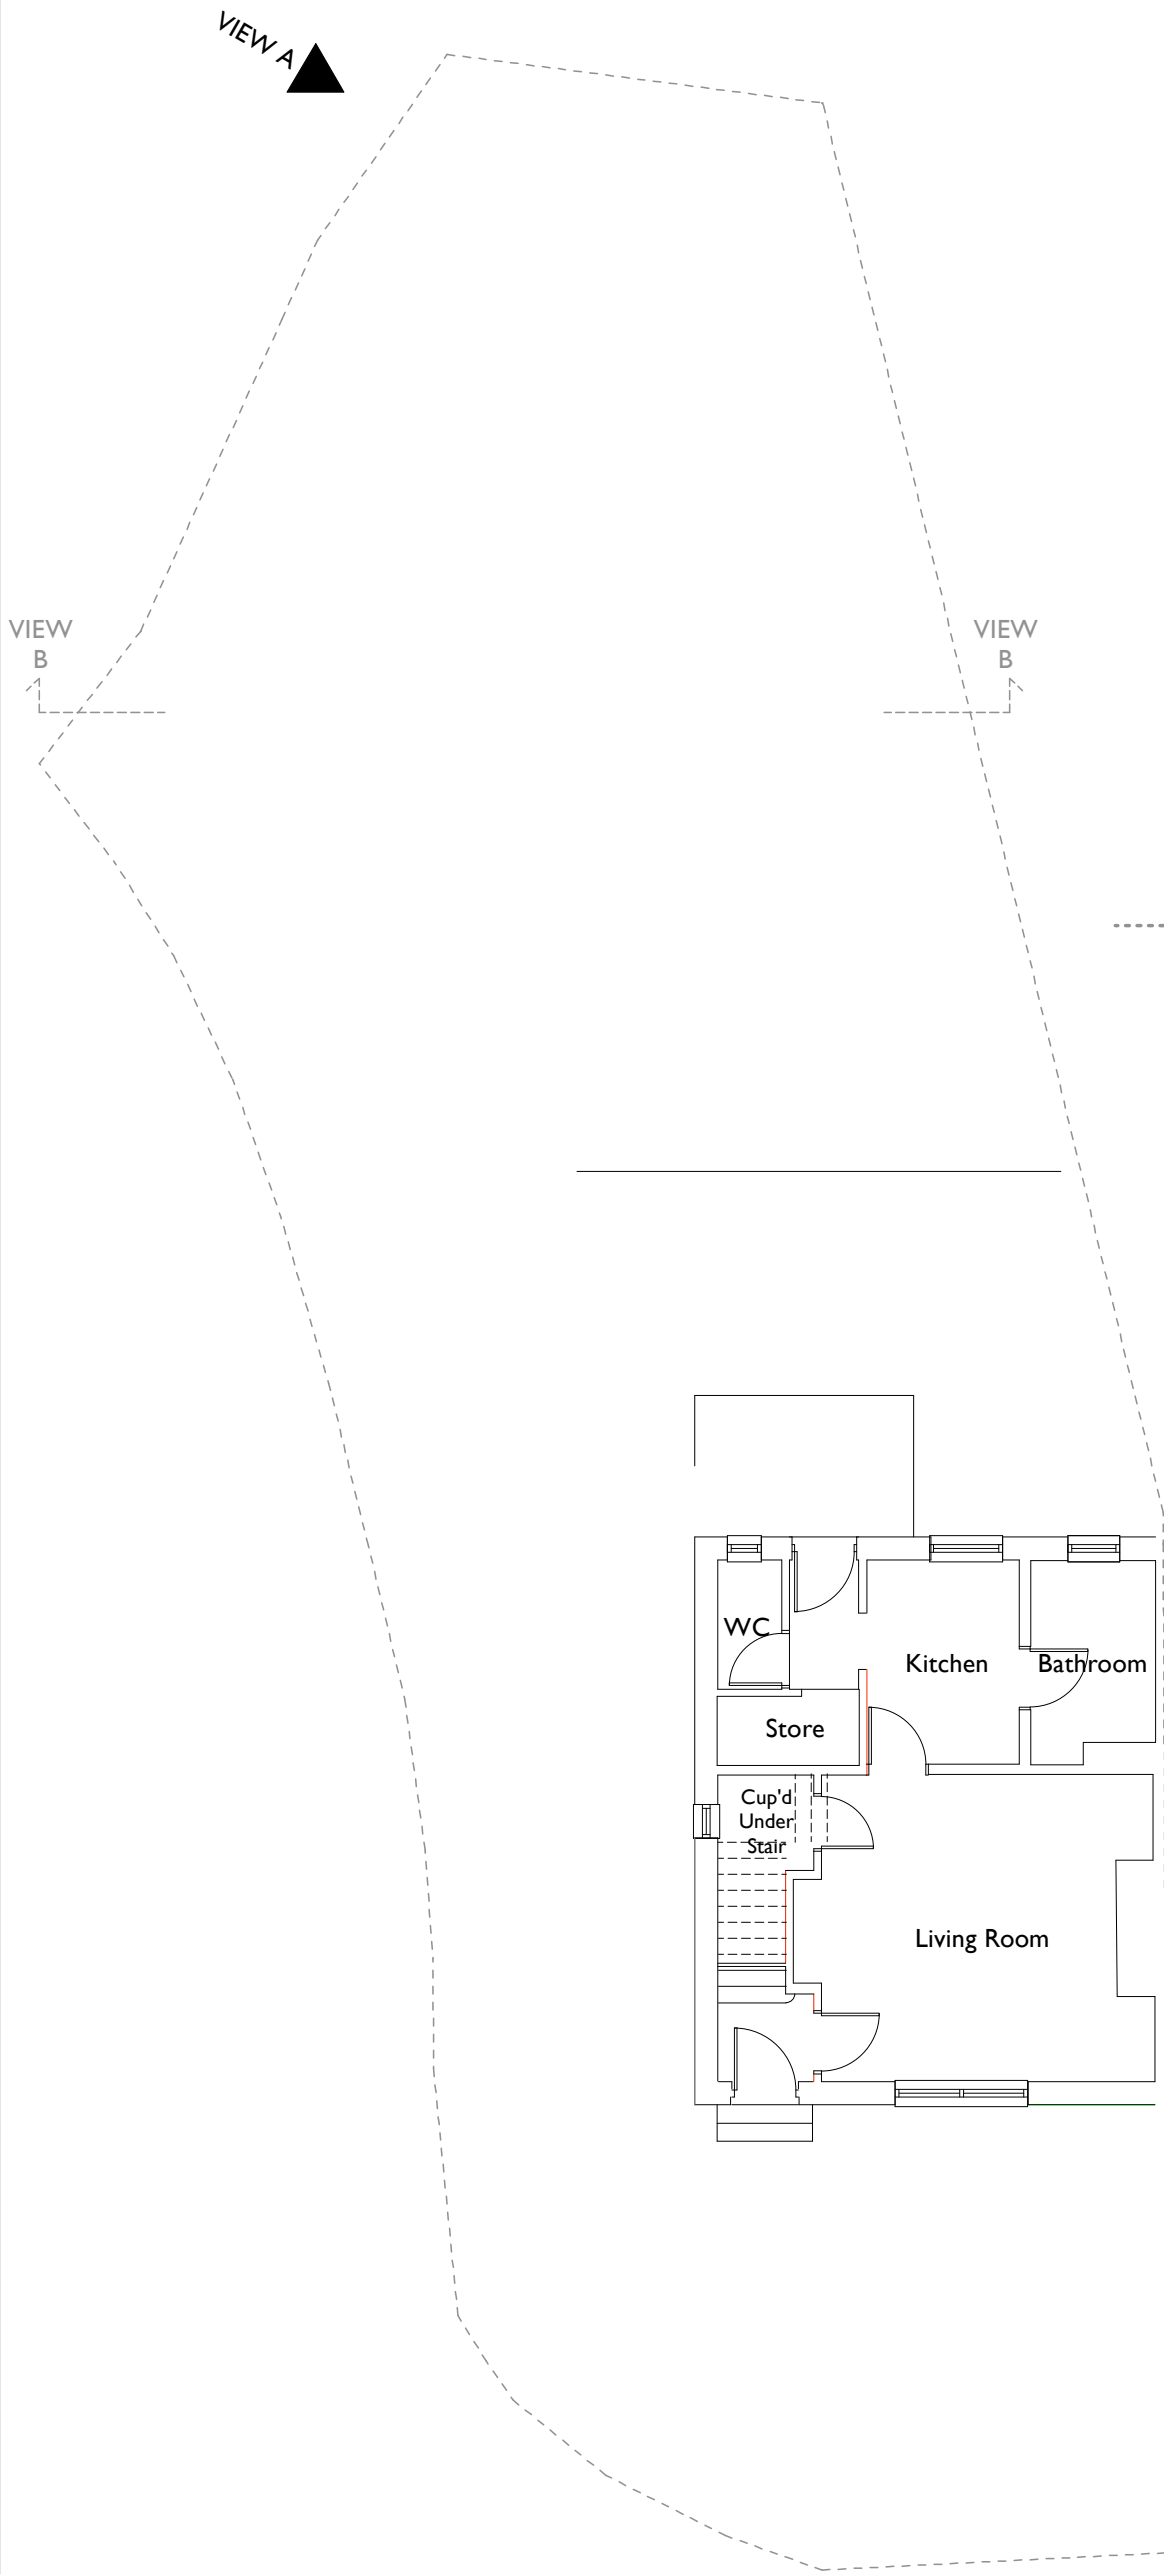 VIEW A
VIEW
B
VIEW
B
WC
Kitchen
Bathroom
Store
Cup'd
Under
Stair
Living Room